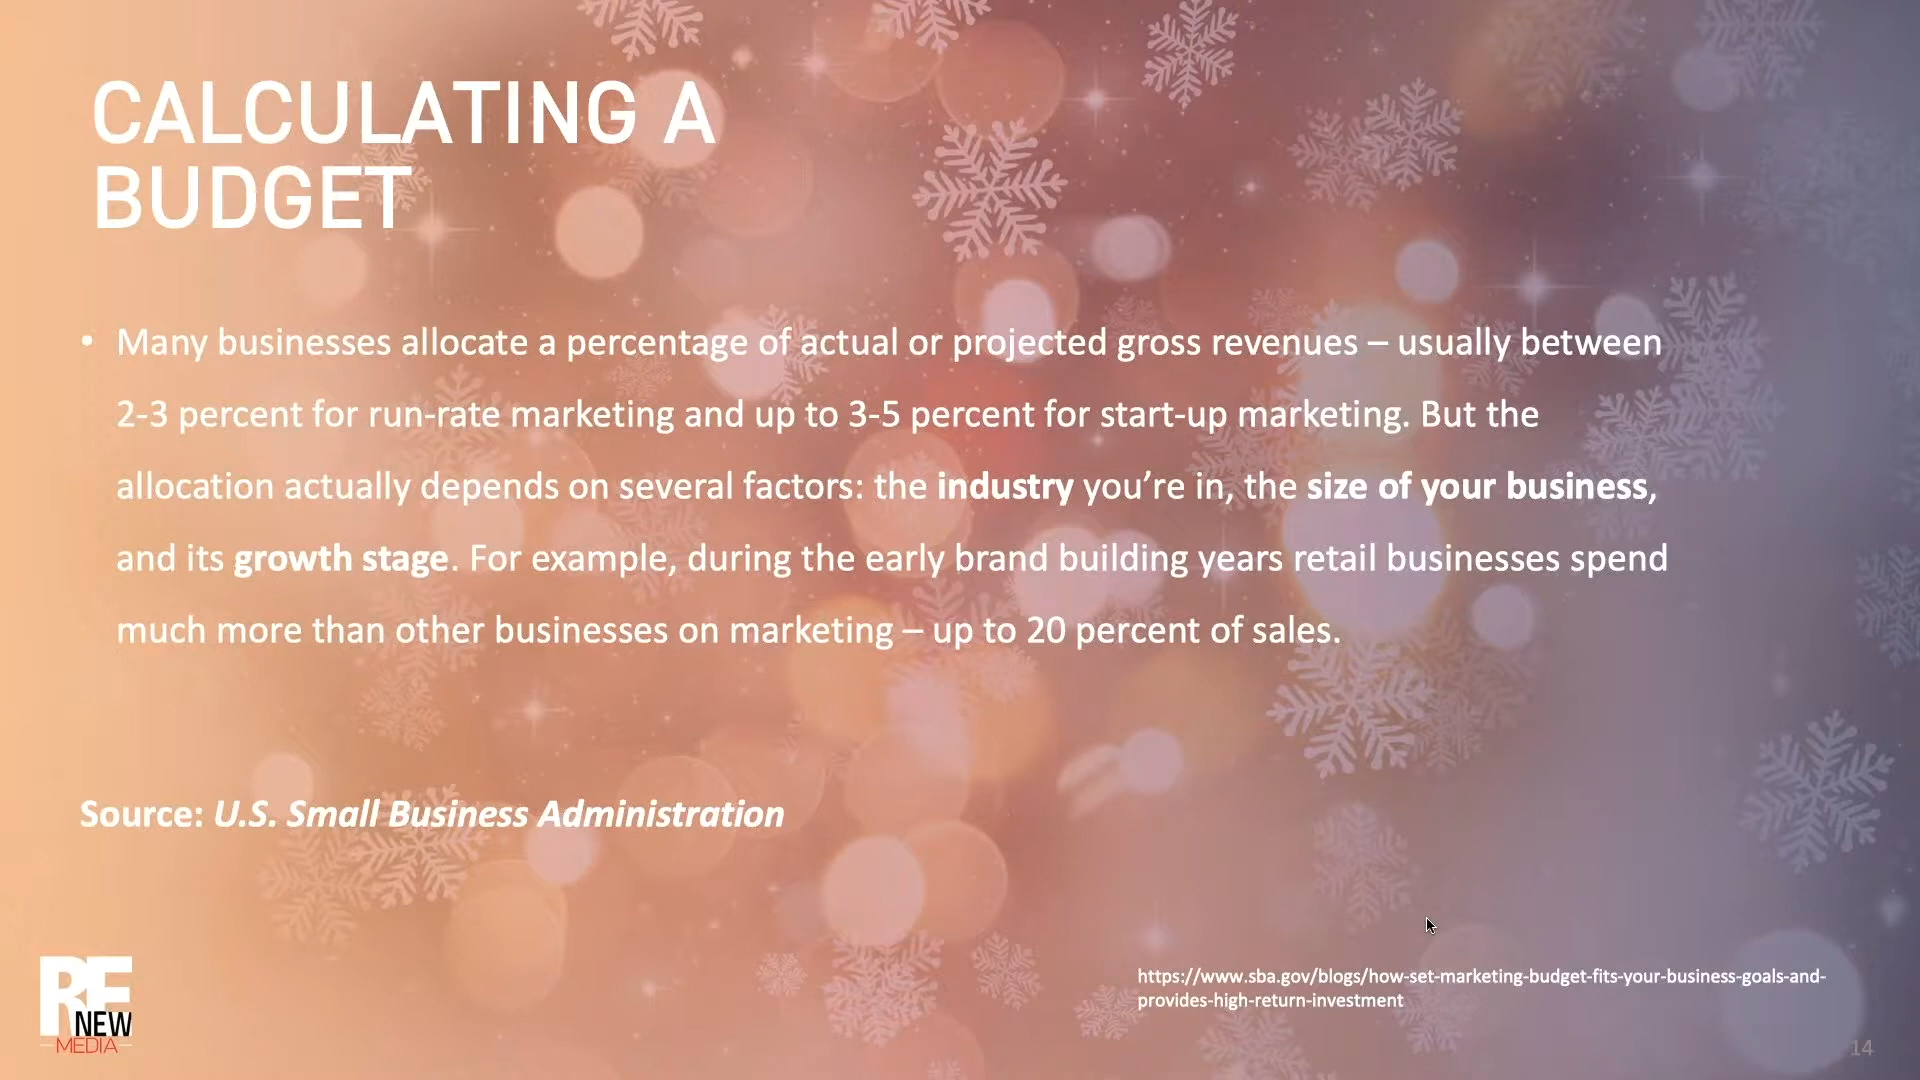 CALCULATING A
BUDGET
• Many businesses allocate a percentage of actual or projected gross revenues – usually between
2-3 percent for run-rate marketing and up to 3-5 percent for start-up marketing. But the
allocation actually depends on several factors: the industry you’re in, the size of your business,
and its growth stage. For example, during the early brand building years retail businesses spend
much more than other businesses on marketing – up to 20 percent of sales.
Source: U.S. Small Business Administration
https://www.sba.gov/blogs/how-set-marketing-budget-fits-your-business-goals-and-
provides-high-return-investment
RE
NEW
MEDIA
14